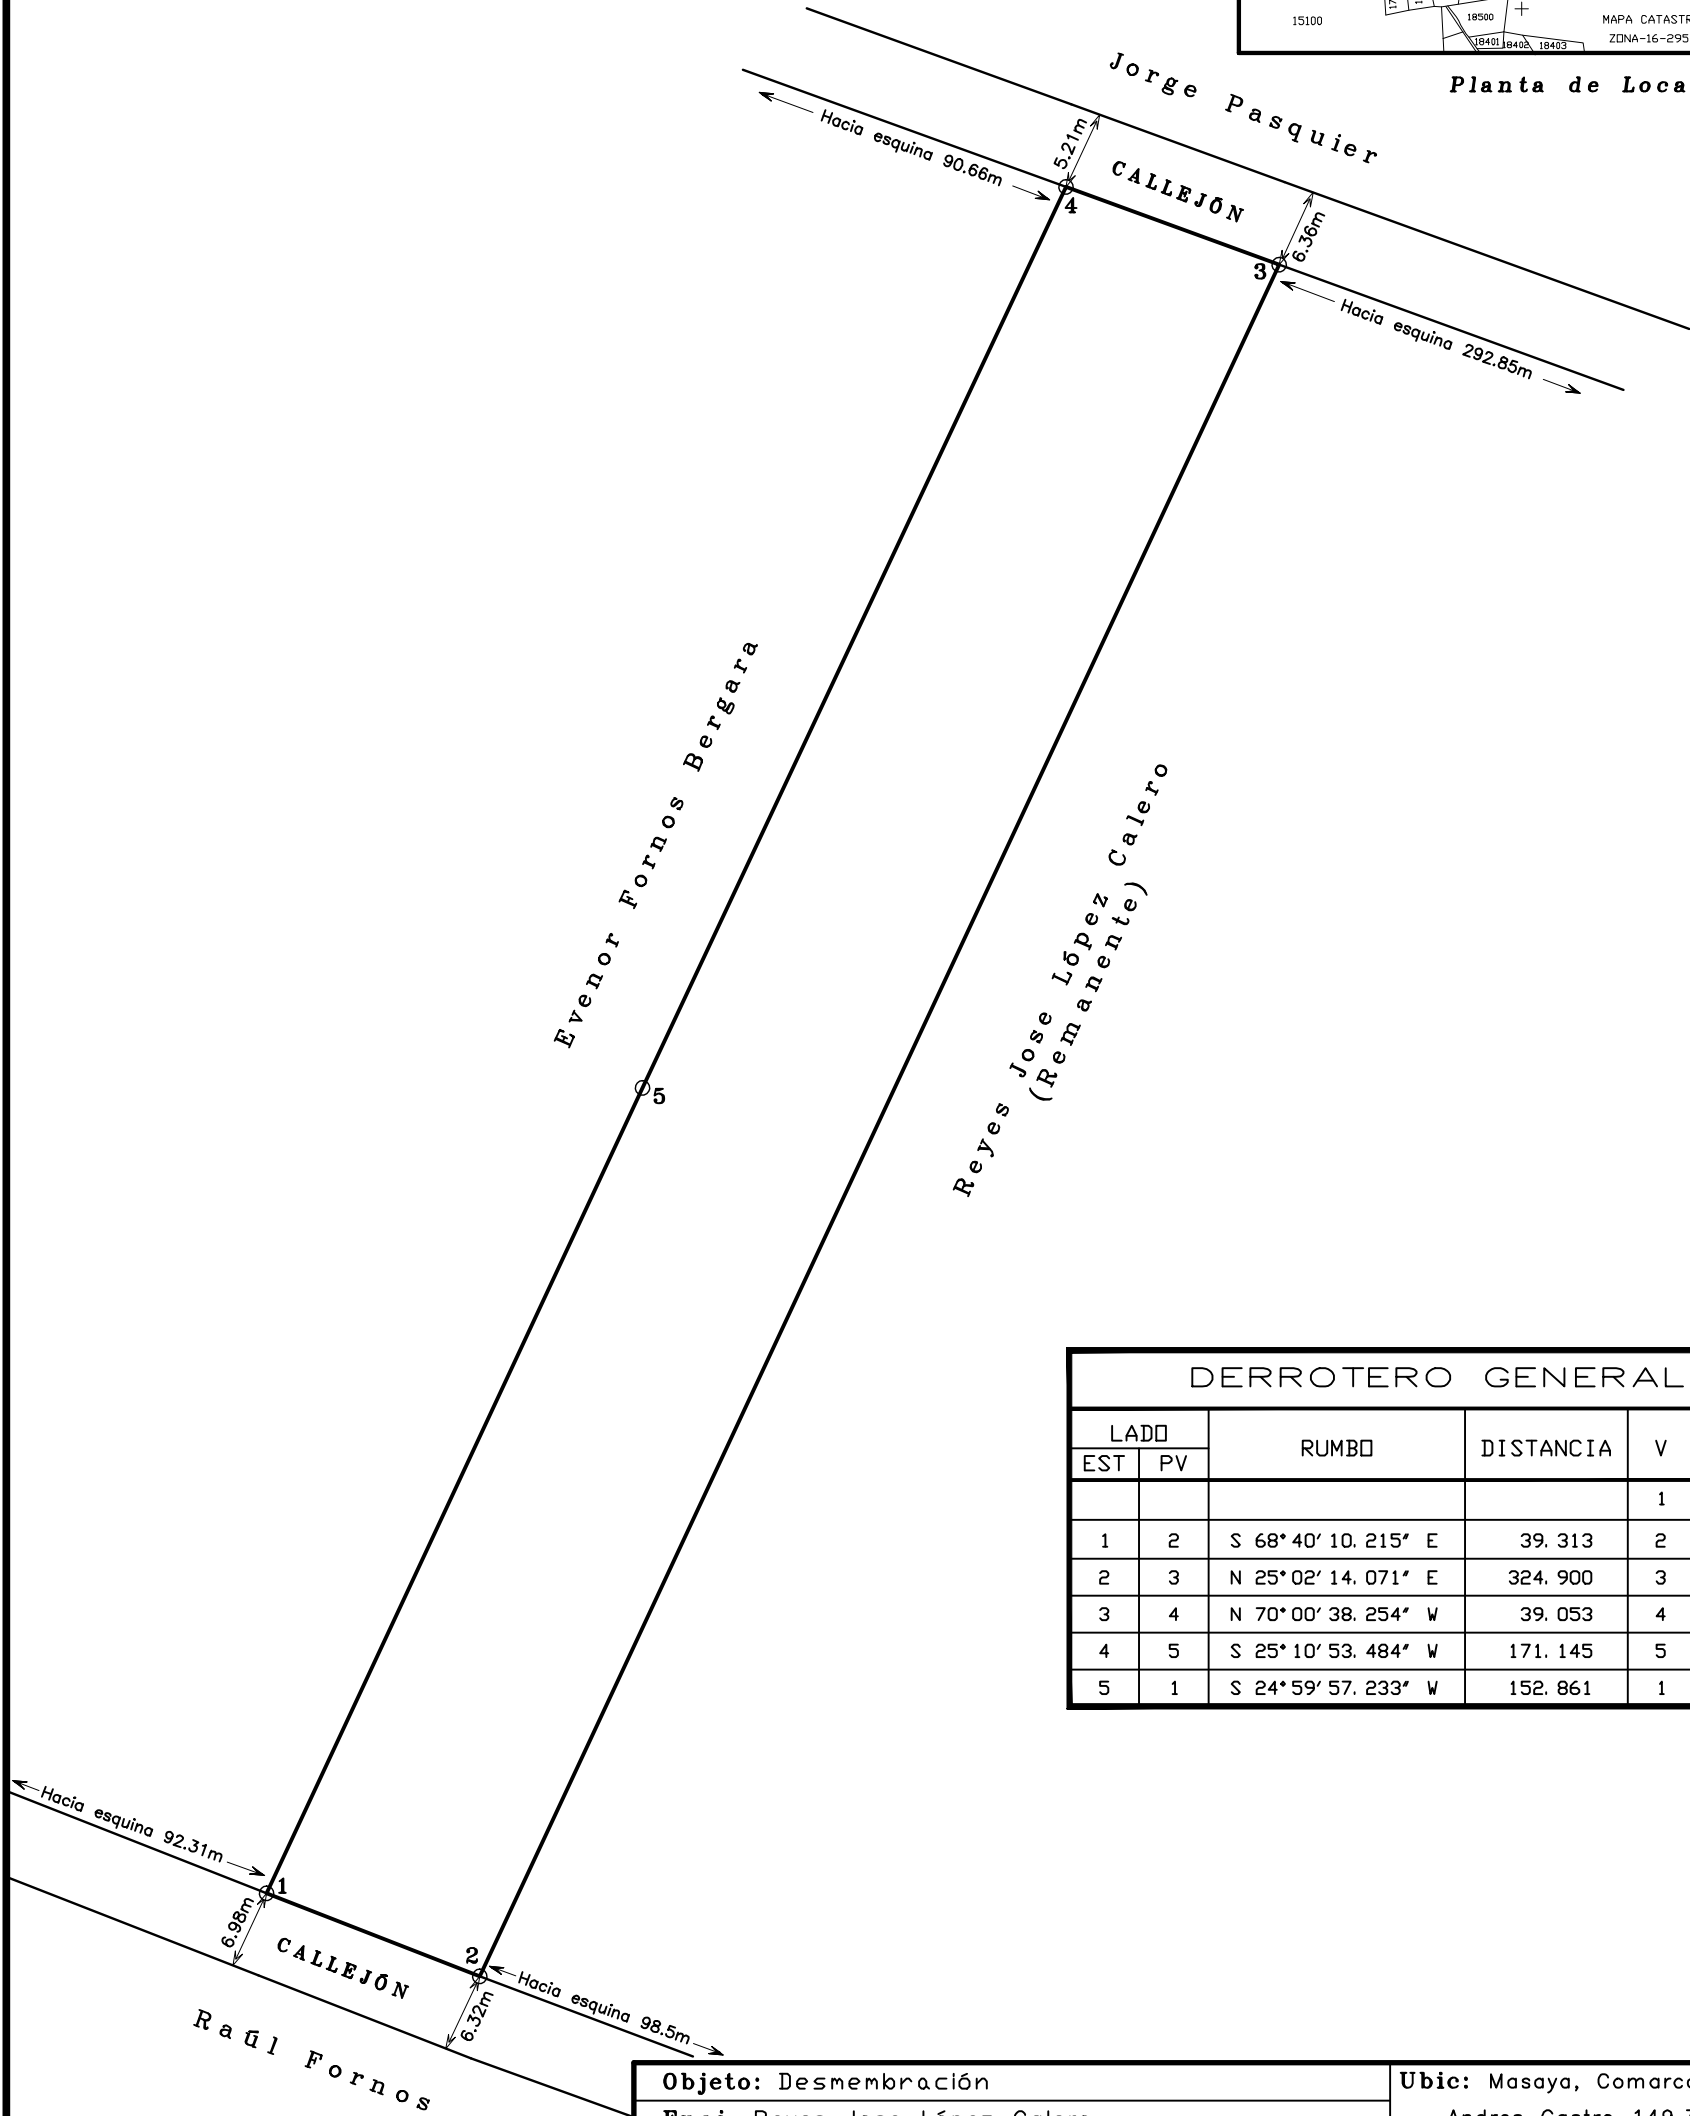 15100
18500
18401
18402
18403
MAPA CATASTR
ZONA-16-295
Planta de Loca
Jorge Pasquier
Hacia esquina 90.66m
5.21m
CALLEJÓN
6.36m
4
3
Hacia esquina 292.85m
Evenor Fornos Bergara
Reyes Jose López Calero
(Remanente)
5
DERROTERO GENERAL
LADO RUMBO DISTANCIA V
EST PV
1
1 2 S 68°40'10.215" E 39.313 2
2 3 N 25°02'14.071" E 324.900 3
3 4 N 70°00'38.254" W 39.053 4
4 5 S 25°10'53.484" W 171.145 5
5 1 S 24°59'57.233" W 152.861 1
Hacia esquina 92.31m
1
6.98m
CALLEJÓN
2
6.32m
Hacia esquina 98.5m
Raúl Fornos
Objeto: Desmembración
Ubic: Masaya, Comarca